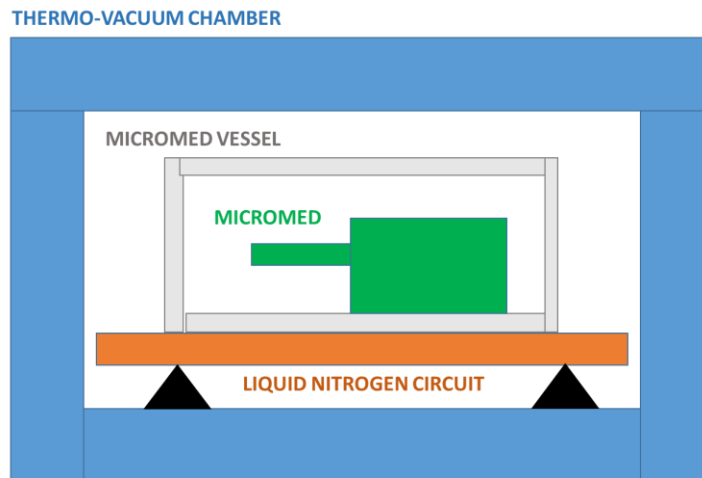 THERMO-VACUUM CHAMBER
MICROMED VESSEL
MICROMED
LIQUID NITROGEN CIRCUIT